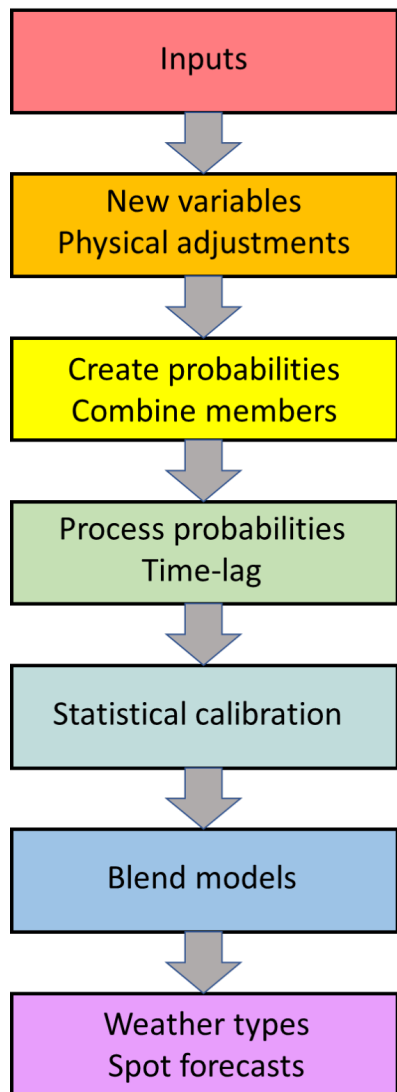 Inputs
New variables
Physical adjustments
Create probabilities
Combine members
Process probabilities
Time-lag
Statistical calibration
Blend models
Weather types
Spot forecasts